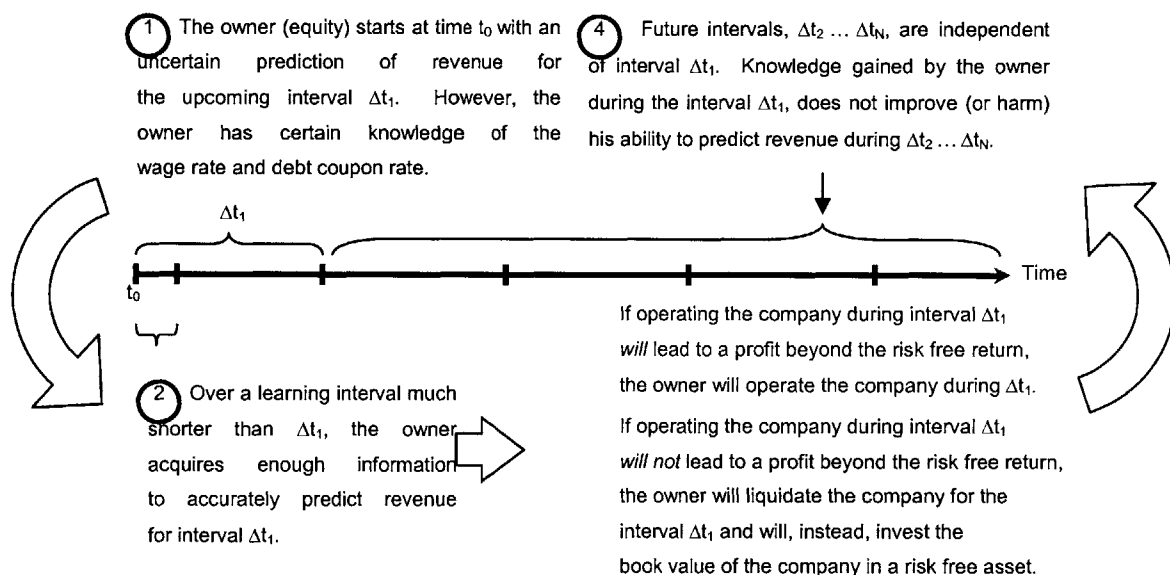 1 The owner (equity) starts at time t₀ with an
uncertain prediction of revenue for
the upcoming interval Δt₁. However, the
owner has certain knowledge of the
wage rate and debt coupon rate.
4 Future intervals, Δt₂ ... Δt_N, are independent
of interval Δt₁. Knowledge gained by the owner
during the interval Δt₁, does not improve (or harm)
his ability to predict revenue during Δt₂ ... Δt_N.
Δt₁
t₀
Time
2 Over a learning interval much
shorter than Δt₁, the owner
acquires enough information
to accurately predict revenue
for interval Δt₁.
If operating the company during interval Δt₁
will lead to a profit beyond the risk free return,
the owner will operate the company during Δt₁.
If operating the company during interval Δt₁
will not lead to a profit beyond the risk free return,
the owner will liquidate the company for the
interval Δt₁ and will, instead, invest the
book value of the company in a risk free asset.